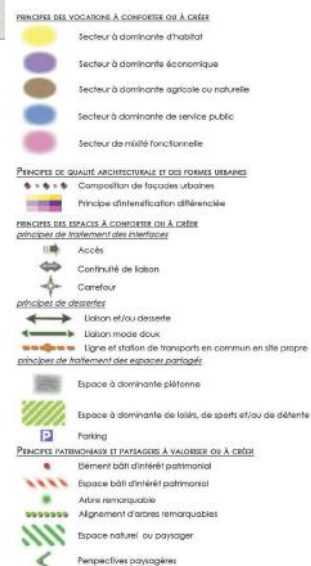 PRINCIPES DES VOCATIONS À CONFORTER OU À CRÉER
Secteur à dominante d'habitat
Secteur à dominante économique
Secteur à dominante agricole ou naturelle
Secteur à dominante de service public
Secteur de mixité fonctionnelle
PRINCIPES DE QUALITÉ ARCHITECTURALE ET DES FORMES URBAINES
Composition de façades urbaines
Principe d'intensification différenciée
PRINCIPES DES ESPACES À CONFORTER OU À CRÉER
principes de traitement des interfaces
Accès
Continuité de liaison
Carrefour
principes de dessertes
Liaison et/ou desserte
Liaison mode doux
Ligne et station de transports en commun en site propre
principes de traitement des espaces partagés
Espace à dominante piétonne
Espace à dominante de loisirs, de sports et/ou de détente
P Parking
PRINCIPES PATRIMONIAUX ET PAYSAGERS À VALORISER OU À CRÉER
Elément bâti d'intérêt patrimonial
Espace bâti d'intérêt patrimonial
Arbre remarquable
Alignement d'arbres remarquables
Espace naturel ou paysager
Perspectives paysagères